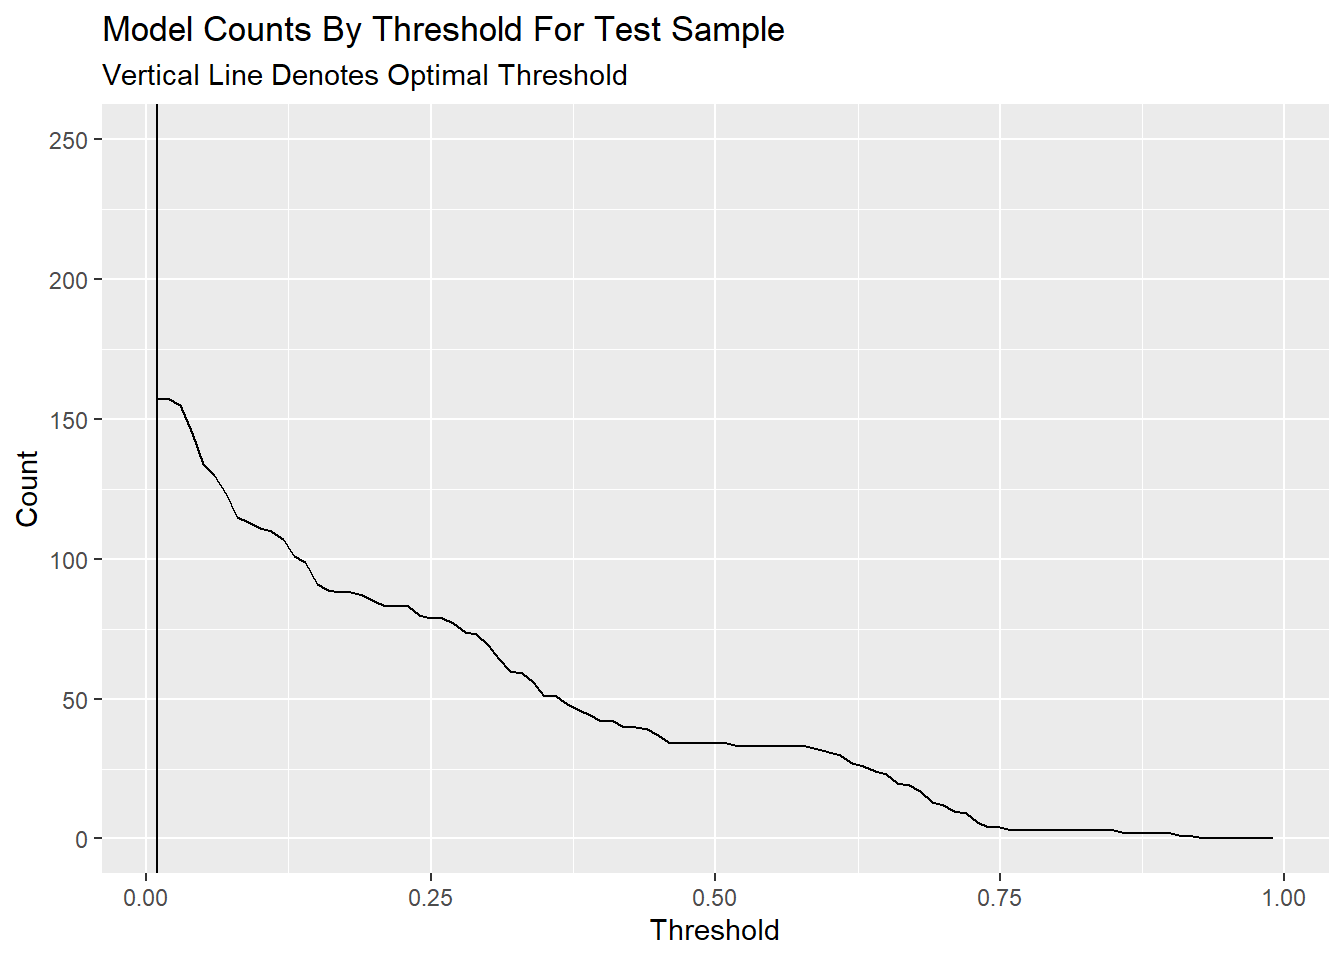 Model Counts By Threshold For Test Sample
Vertical Line Denotes Optimal Threshold
250
200
150
100
50
0
Count
0.00 0.25 0.50 0.75 1.00
Threshold